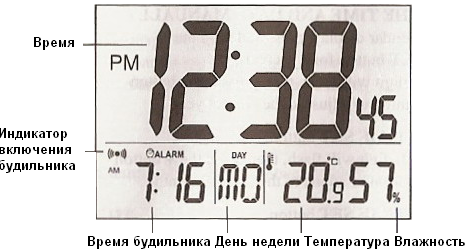 Время
PM 12:38 45
Индикатор
включения
будильника
ALARM DAY °C
AM 7:16 MO 20.9 57%
Время будильника День недели Температура Влажность